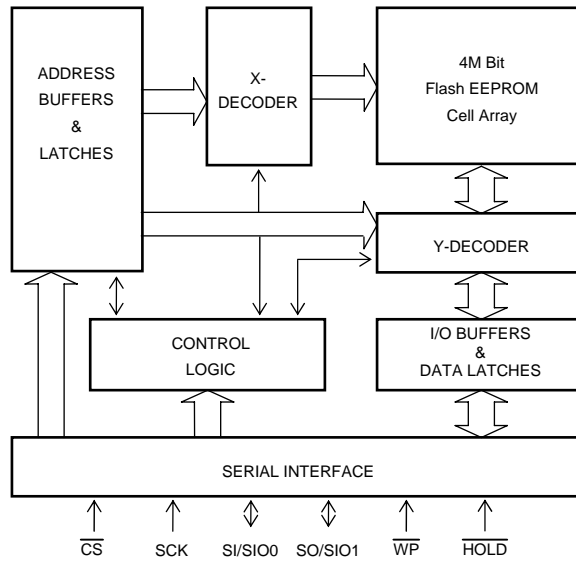 ADDRESS
BUFFERS
&
LATCHES
X-
DECODER
4M Bit
Flash EEPROM
Cell Array
Y-DECODER
CONTROL
LOGIC
I/O BUFFERS
&
DATA LATCHES
SERIAL INTERFACE
CS SCK SI/SIO0 SO/SIO1 WP HOLD